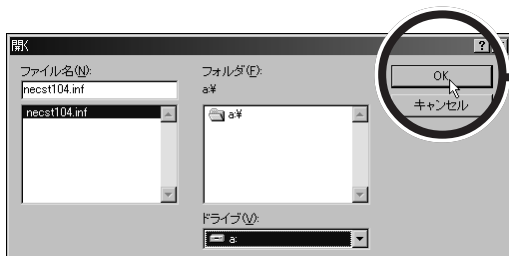 開く
ファイル名(N):
necst104.inf
necst104.inf
フォルダ(F):
a:¥
a:¥
ドライブ(V):
a:
OK
キャンセル